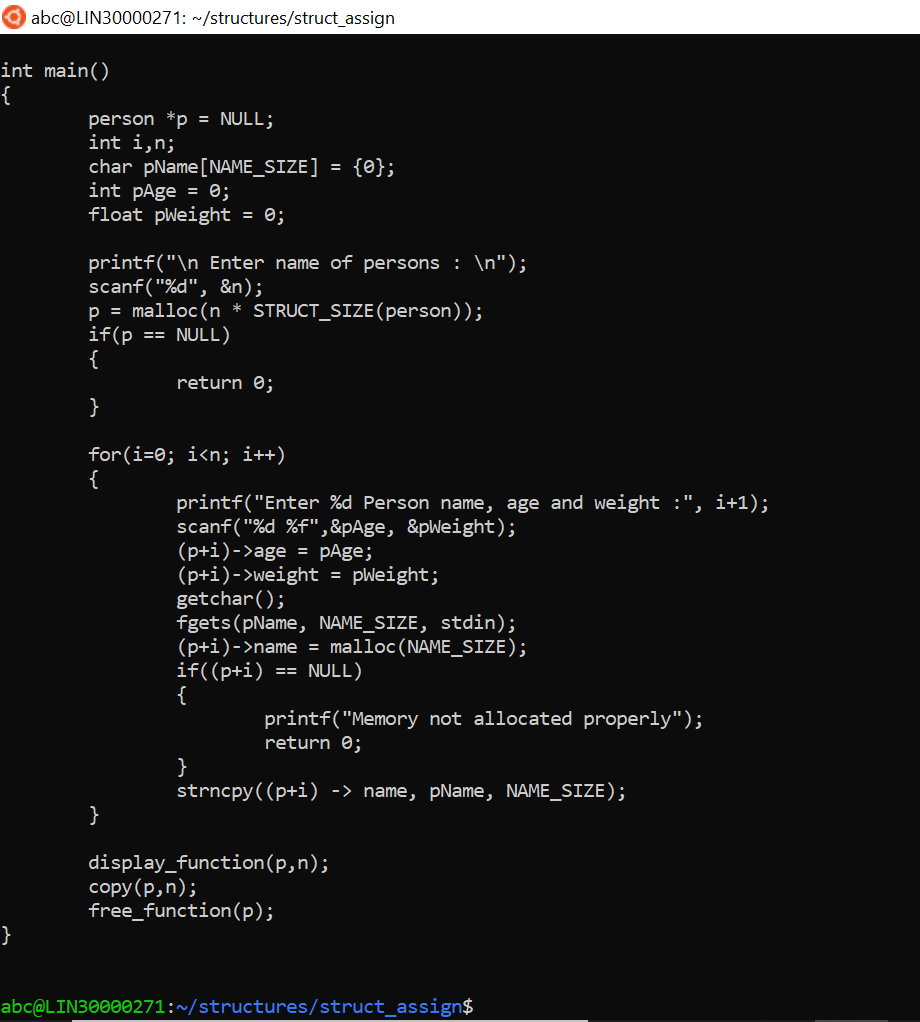 abc@LIN30000271: ~/structures/struct_assign
int main()
{
person *p = NULL;
int i,n;
char pName[NAME_SIZE] = {0};
int pAge = 0;
float pWeight = 0;
printf("\n Enter name of persons : \n");
scanf("%d", &n);
p = malloc(n * STRUCT_SIZE(person));
if(p == NULL)
{
return 0;
}
for(i=0; i<n; i++)
{
printf("Enter %d Person name, age and weight :", i+1);
scanf("%d %f",&pAge, &pWeight);
(p+i)->age = pAge;
(p+i)->weight = pWeight;
getchar();
fgets(pName, NAME_SIZE, stdin);
(p+i)->name = malloc(NAME_SIZE);
if((p+i) == NULL)
{
printf("Memory not allocated properly");
return 0;
}
strncpy((p+i) -> name, pName, NAME_SIZE);
}
display_function(p,n);
copy(p,n);
free_function(p);
}
abc@LIN30000271:~/structures/struct_assign$